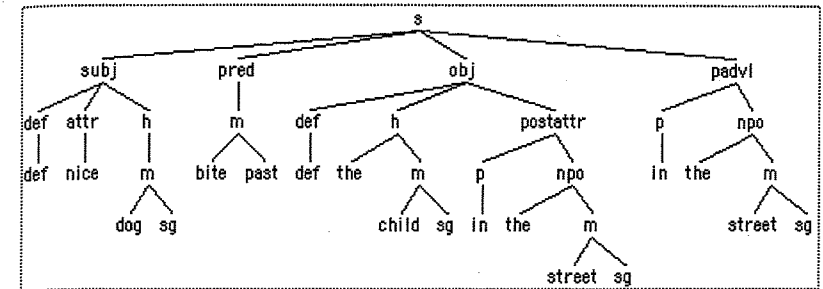 s
subj pred obj padvl
def attr h m def h postattr p npo
def nice m bite past def the m p npo in the m
dog sg child sg in the m street sg
street sg